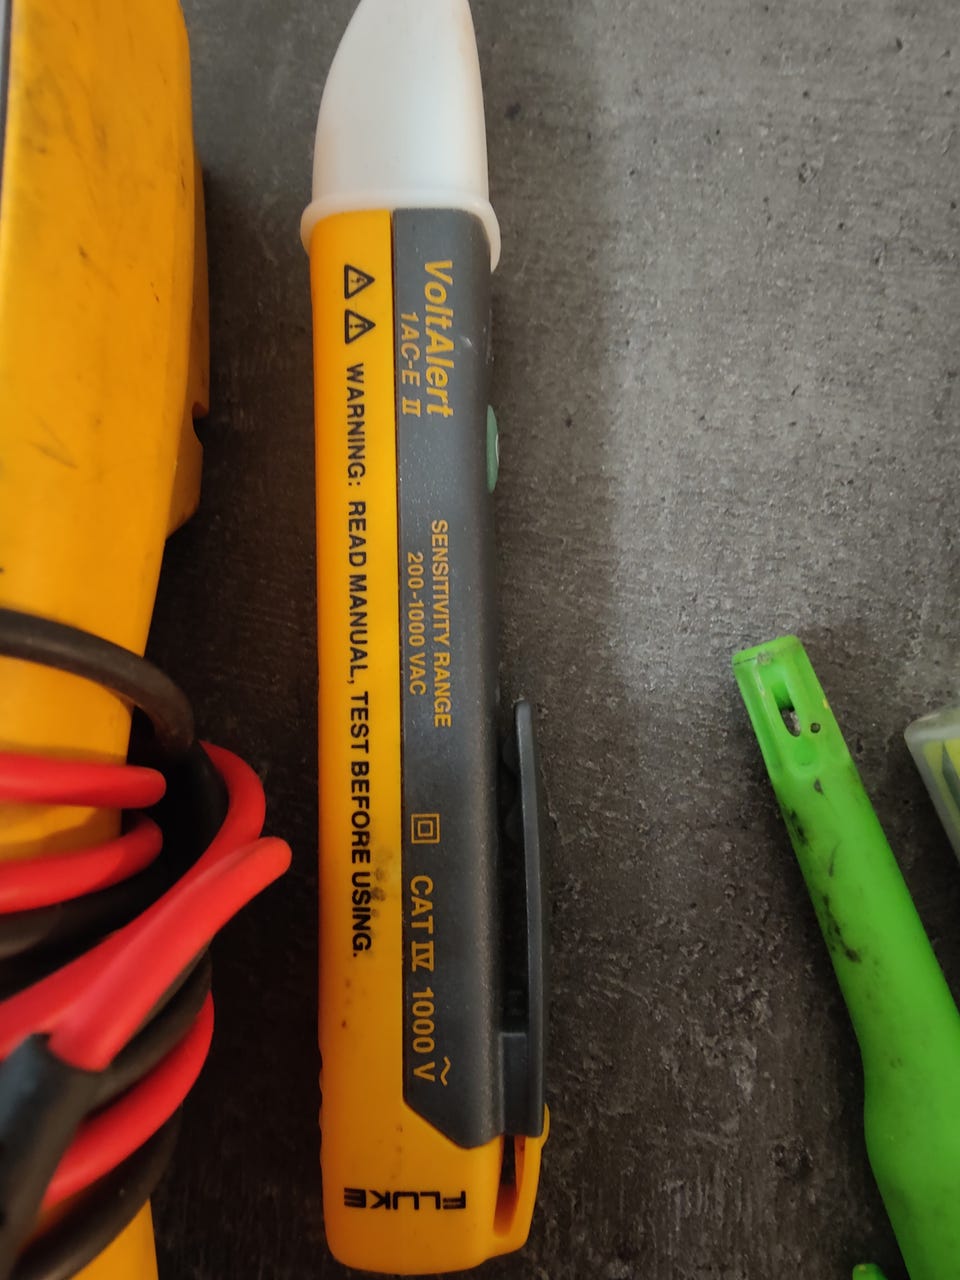 VoltAlert
1AC-E II
SENSITIVITY RANGE
200-1000 VAC
CAT IV 1000 V ~
WARNING: READ MANUAL, TEST BEFORE USING.
FLUKE